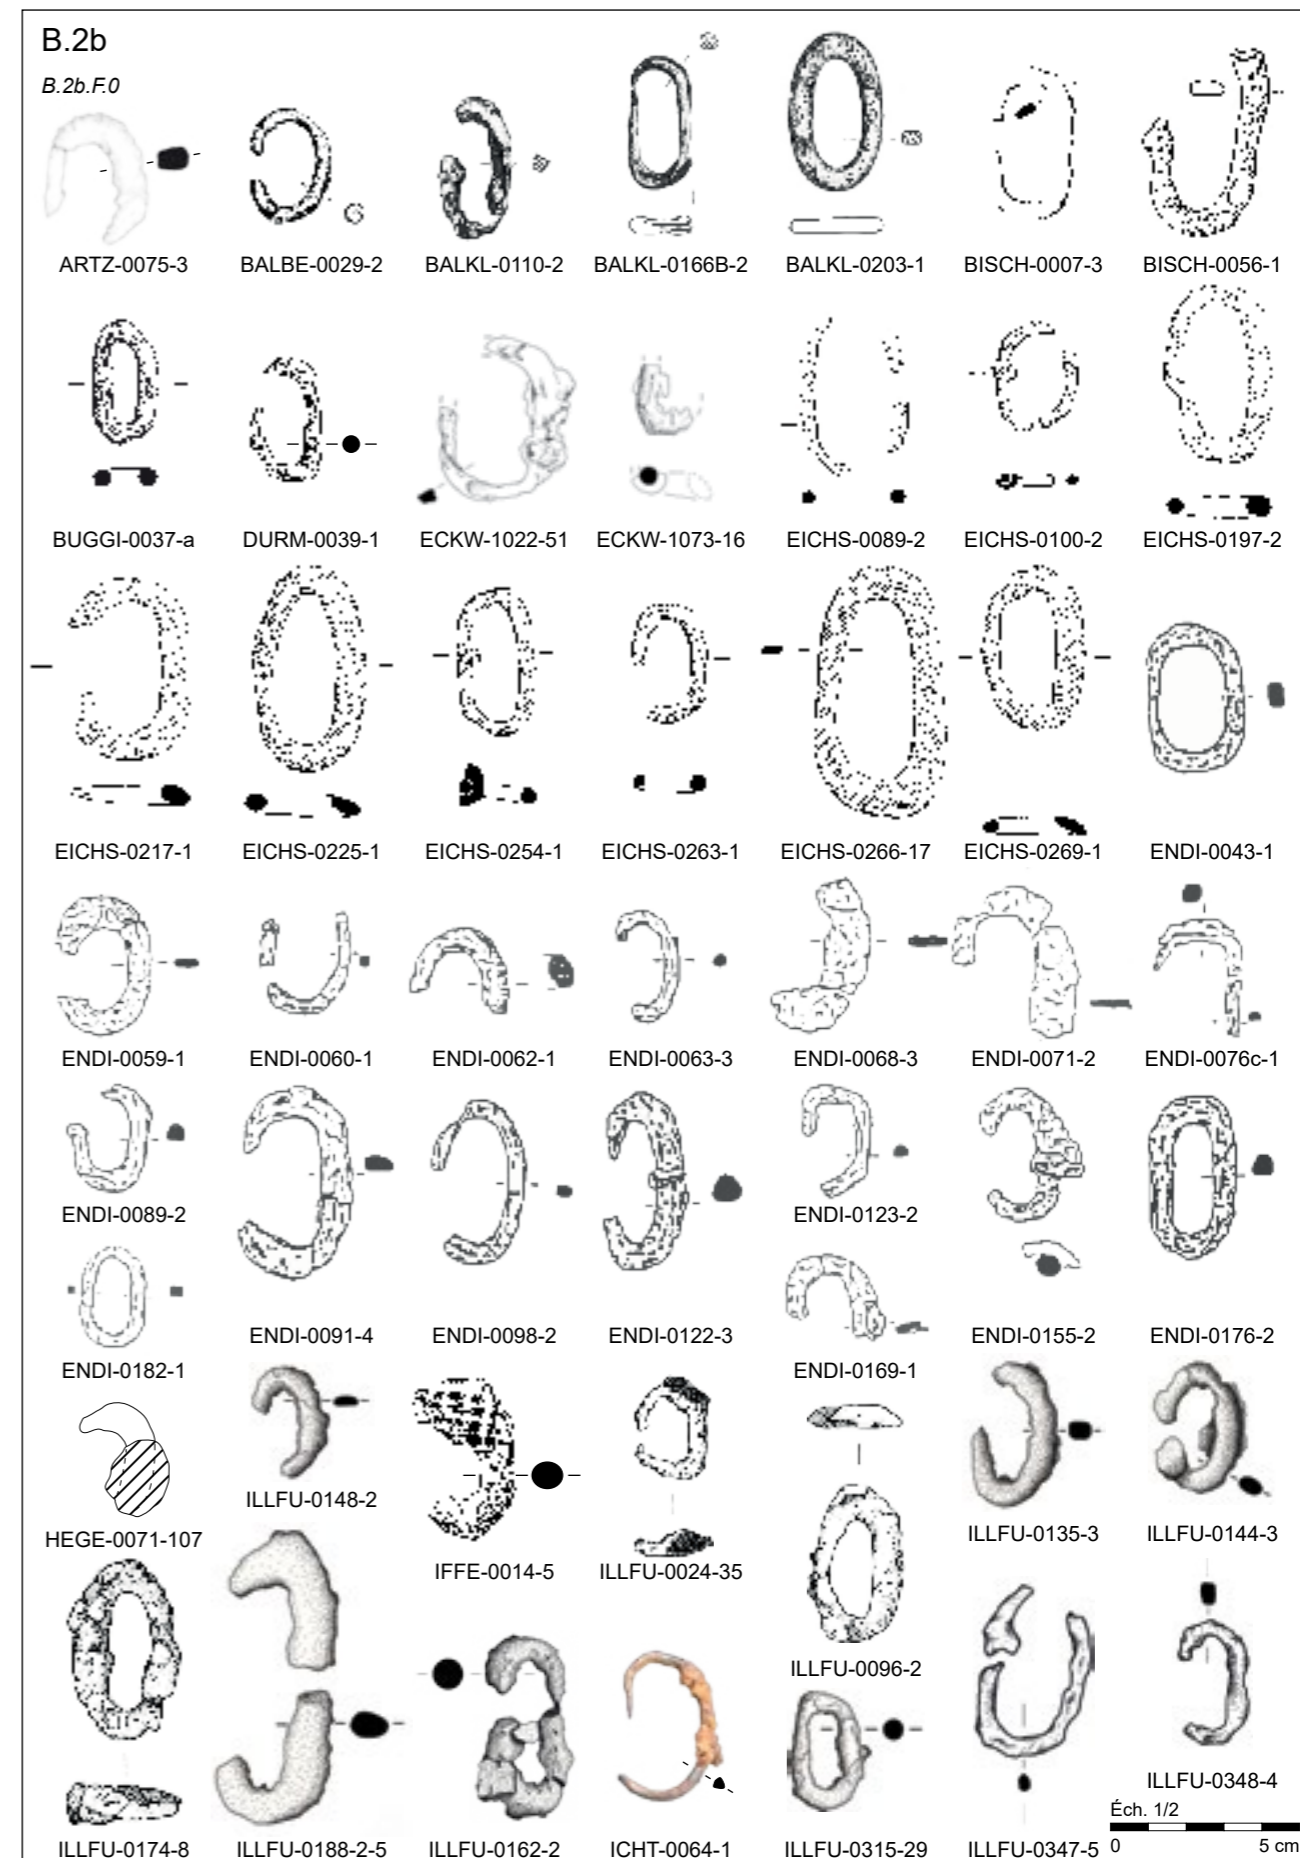 B.2b
B.2b.F.0
ARTZ-0075-3 BALBE-0029-2 BALKL-0110-2 BALKL-0166B-2 BALKL-0203-1 BISCH-0007-3 BISCH-0056-1
BUGGI-0037-a DURM-0039-1 ECKW-1022-51 ECKW-1073-16 EICHS-0089-2 EICHS-0100-2 EICHS-0197-2
EICHS-0217-1 EICHS-0225-1 EICHS-0254-1 EICHS-0263-1 EICHS-0266-17 EICHS-0269-1 ENDI-0043-1
ENDI-0059-1 ENDI-0060-1 ENDI-0062-1 ENDI-0063-3 ENDI-0068-3 ENDI-0071-2 ENDI-0076c-1
ENDI-0089-2 ENDI-0123-2
ENDI-0091-4 ENDI-0098-2 ENDI-0122-3 ENDI-0155-2 ENDI-0176-2
ENDI-0182-1 ENDI-0169-1
ILLFU-0148-2
HEGE-0071-107 ILLFU-0135-3 ILLFU-0144-3
IFFE-0014-5 ILLFU-0024-35
ILLFU-0096-2
ILLFU-0348-4
ILLFU-0174-8 ILLFU-0188-2-5 ILLFU-0162-2 ICHT-0064-1 ILLFU-0315-29 ILLFU-0347-5
Éch. 1/2
0 5 cm